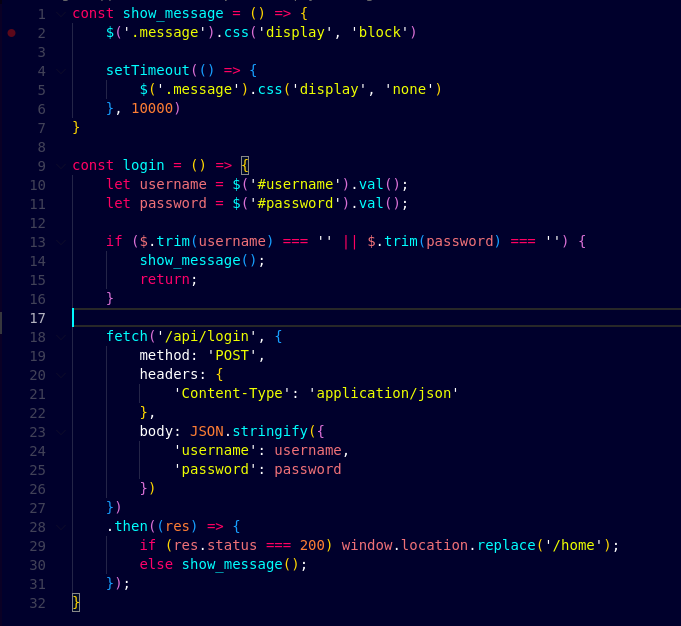 1 const show_message = () => {
2     $('.message').css('display', 'block')
3
4     setTimeout(() => {
5         $('.message').css('display', 'none')
6     }, 10000)
7 }
8
9 const login = () => {
10     let username = $('#username').val();
11     let password = $('#password').val();
12
13     if ($.trim(username) === '' || $.trim(password) === '') {
14         show_message();
15         return;
16     }
17
18     fetch('/api/login', {
19         method: 'POST',
20         headers: {
21             'Content-Type': 'application/json'
22         },
23         body: JSON.stringify({
24             'username': username,
25             'password': password
26         })
27     })
28     .then((res) => {
29         if (res.status === 200) window.location.replace('/home');
30         else show_message();
31     });
32 }